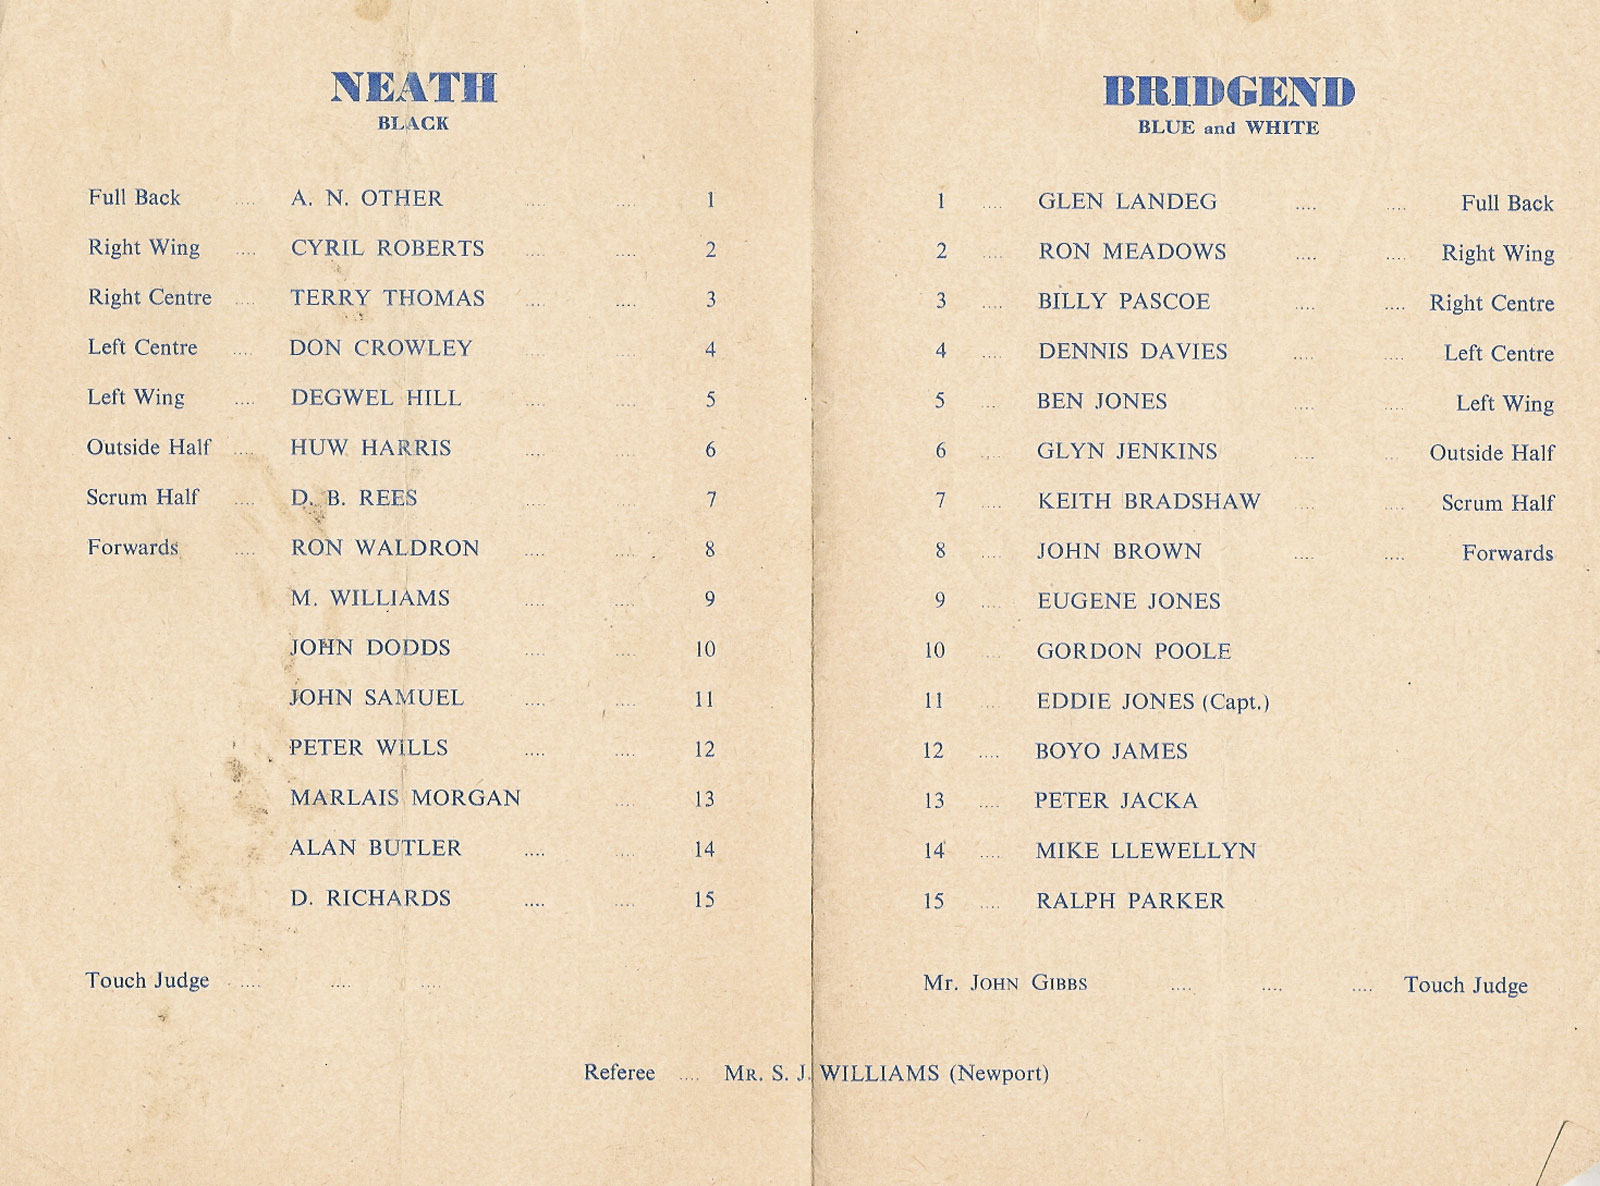 NEATH
BLACK
Full Back .... A. N. OTHER .... .... 1
Right Wing .... CYRIL ROBERTS .... .... 2
Right Centre .... TERRY THOMAS .... .... 3
Left Centre .... DON CROWLEY .... .... 4
Left Wing .... DEGWEL HILL .... .... 5
Outside Half .... HUW HARRIS .... .... 6
Scrum Half .... D. B. REES .... .... 7
Forwards .... RON WALDRON .... .... 8
M. WILLIAMS .... .... 9
JOHN DODDS .... .... 10
JOHN SAMUEL .... .... 11
PETER WILLS .... .... 12
MARLAIS MORGAN .... 13
ALAN BUTLER .... .... 14
D. RICHARDS .... .... 15
Touch Judge .... .... ....
BRIDGEND
BLUE and WHITE
1 .... GLEN LANDEG .... .... Full Back
2 .... RON MEADOWS .... .... Right Wing
3 .... BILLY PASCOE .... .... Right Centre
4 .... DENNIS DAVIES .... .... Left Centre
5 .... BEN JONES .... .... Left Wing
6 .... GLYN JENKINS .... .... Outside Half
7 .... KEITH BRADSHAW .... .... Scrum Half
8 .... JOHN BROWN .... .... Forwards
9 .... EUGENE JONES
10 .... GORDON POOLE
11 .... EDDIE JONES (Capt.)
12 .... BOYO JAMES
13 .... PETER JACKA
14 .... MIKE LLEWELLYN
15 .... RALPH PARKER
Mr. JOHN GIBBS .... .... .... Touch Judge
Referee .... MR. S. J. WILLIAMS (Newport)